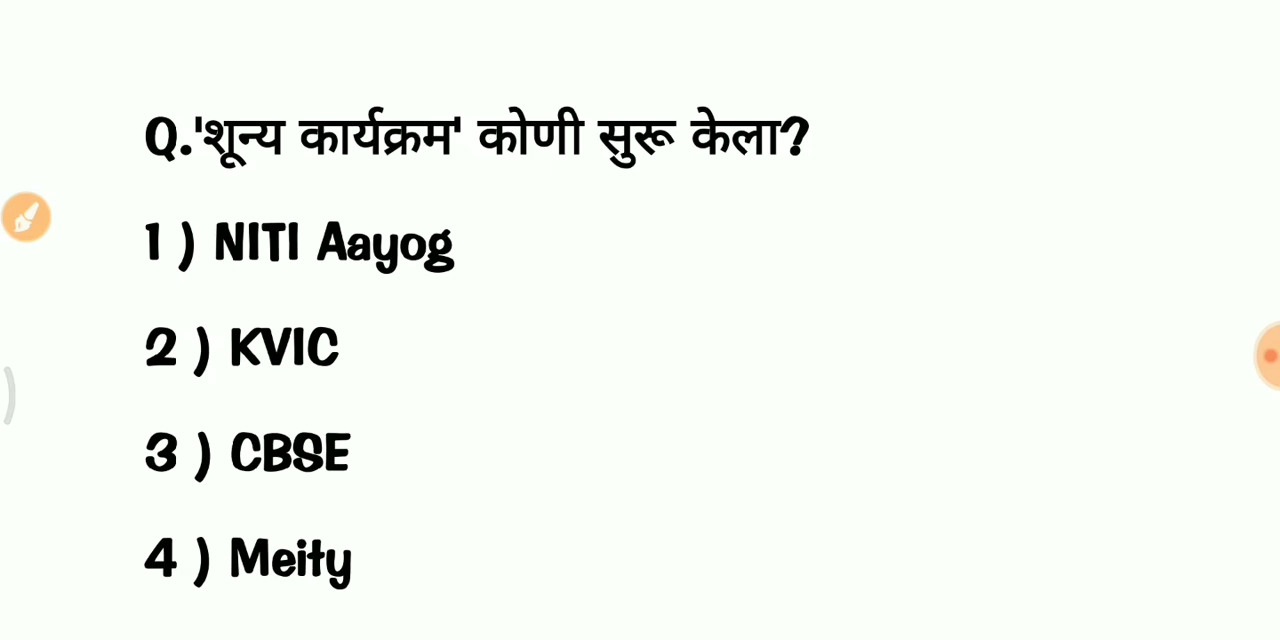 Q.'शून्य कार्यक्रम' कोणी सुरू केला?
1 ) NITI Aayog
2 ) KVIC
3 ) CBSE
4 ) Meity